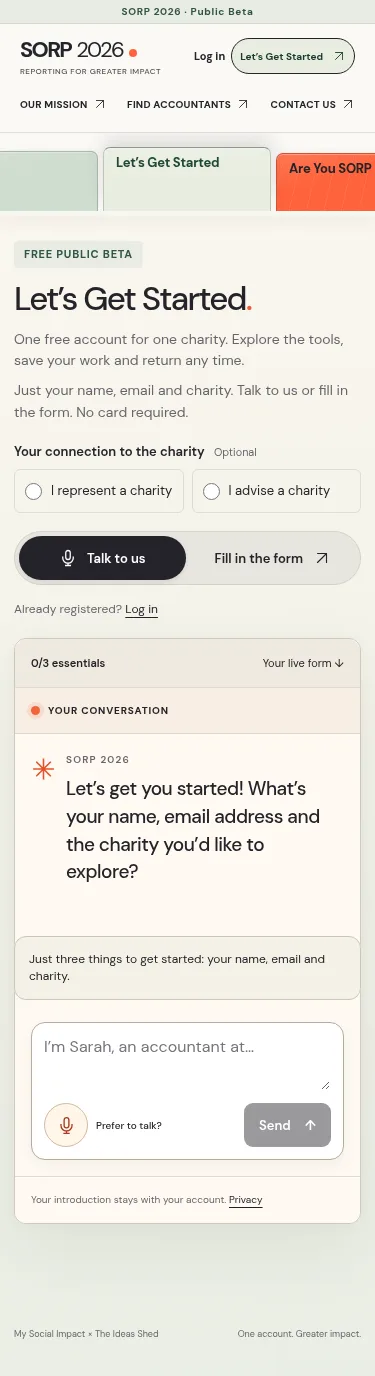 SORP 2026 · Public Beta
SORP 2026
REPORTING FOR GREATER IMPACT
Log In
Let's Get Started
OUR MISSION
FIND ACCOUNTANTS
CONTACT US
Let's Get Started
Are You SORP
FREE PUBLIC BETA
Let's Get Started.
One free account for one charity. Explore the tools,
save your work and return any time.
Just your name, email and charity. Talk to us or fill in
the form. No card required.
Your connection to the charity Optional
I represent a charity
I advise a charity
Talk to us
Fill in the form
Already registered? Log in
0/3 essentials
Your live form ↓
YOUR CONVERSATION
SORP 2026
Let's get you started! What's
your name, email address and
the charity you'd like to
explore?
Just three things to get started: your name, email and
charity.
I'm Sarah, an accountant at...
Prefer to talk?
Send ↑
Your introduction stays with your account. Privacy
My Social Impact × The Ideas Shed
One account. Greater impact.